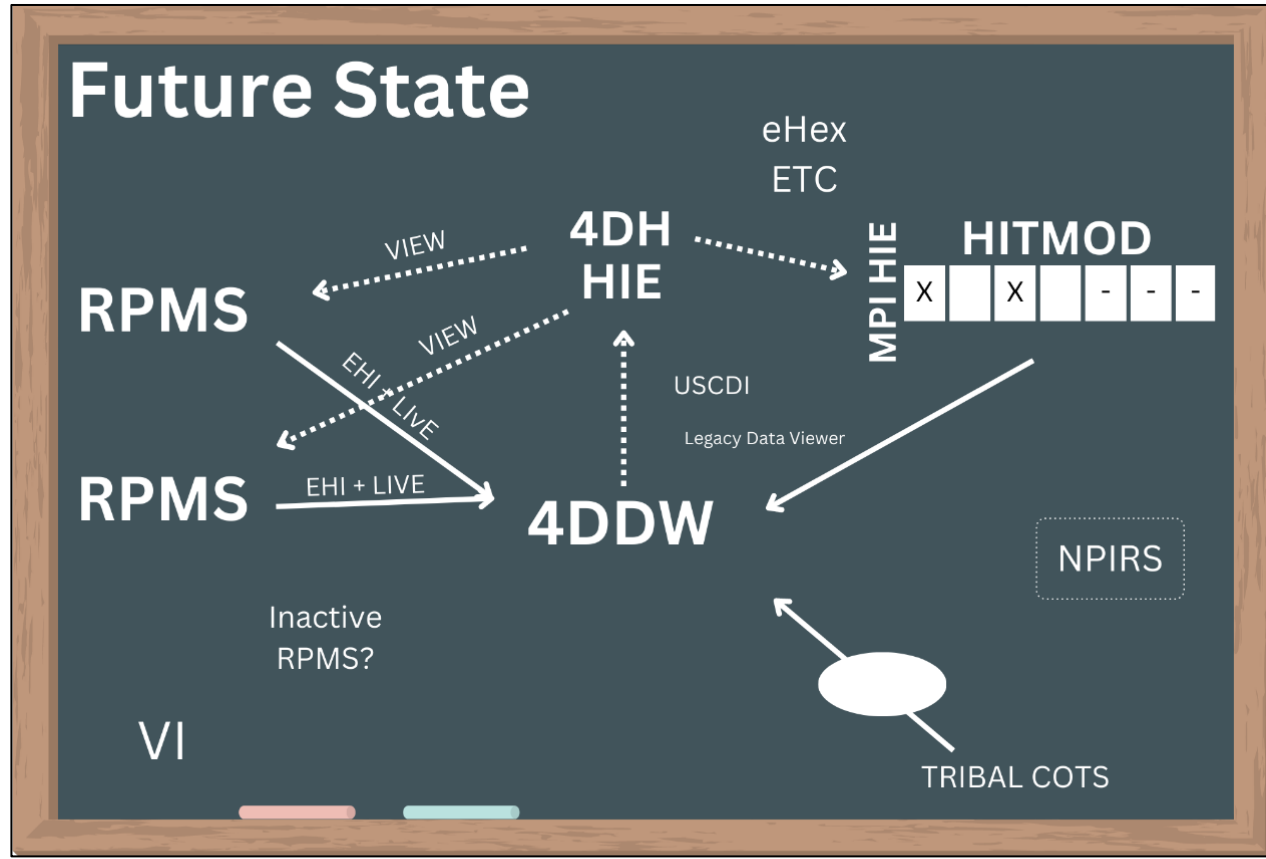 Future State
eHex
ETC
4DH
HIE
VIEW
MPI HIE
HITMOD
X X - - -
RPMS
VIEW
EHI + LIvE
USCDI
Legacy Data Viewer
RPMS
EHI + LIVE
4DDW
NPIRS
Inactive
RPMS?
VI
TRIBAL COTS